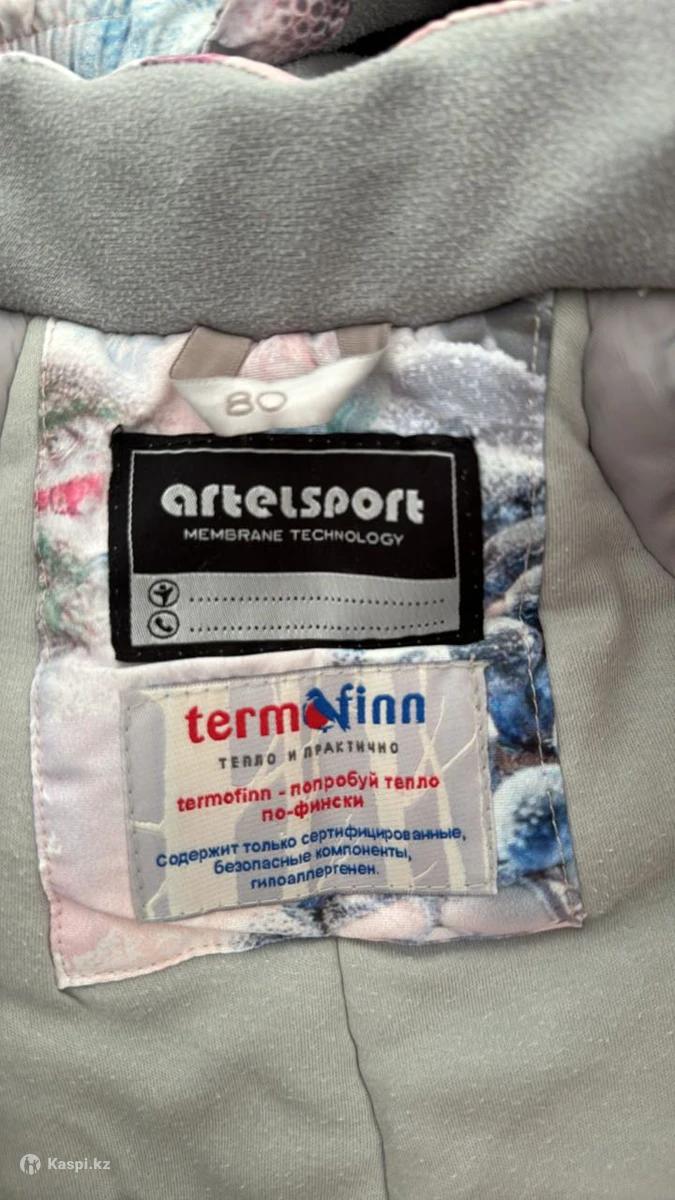 80
artelsport
MEMBRANE TECHNOLOGY
termofinn
ТЕПЛО И ПРАКТИЧНО
termofinn - попробуй тепло
по-фински
Содержит только сертифицированные,
безопасные компоненты,
гипоаллергенен.
Kaspi.kz